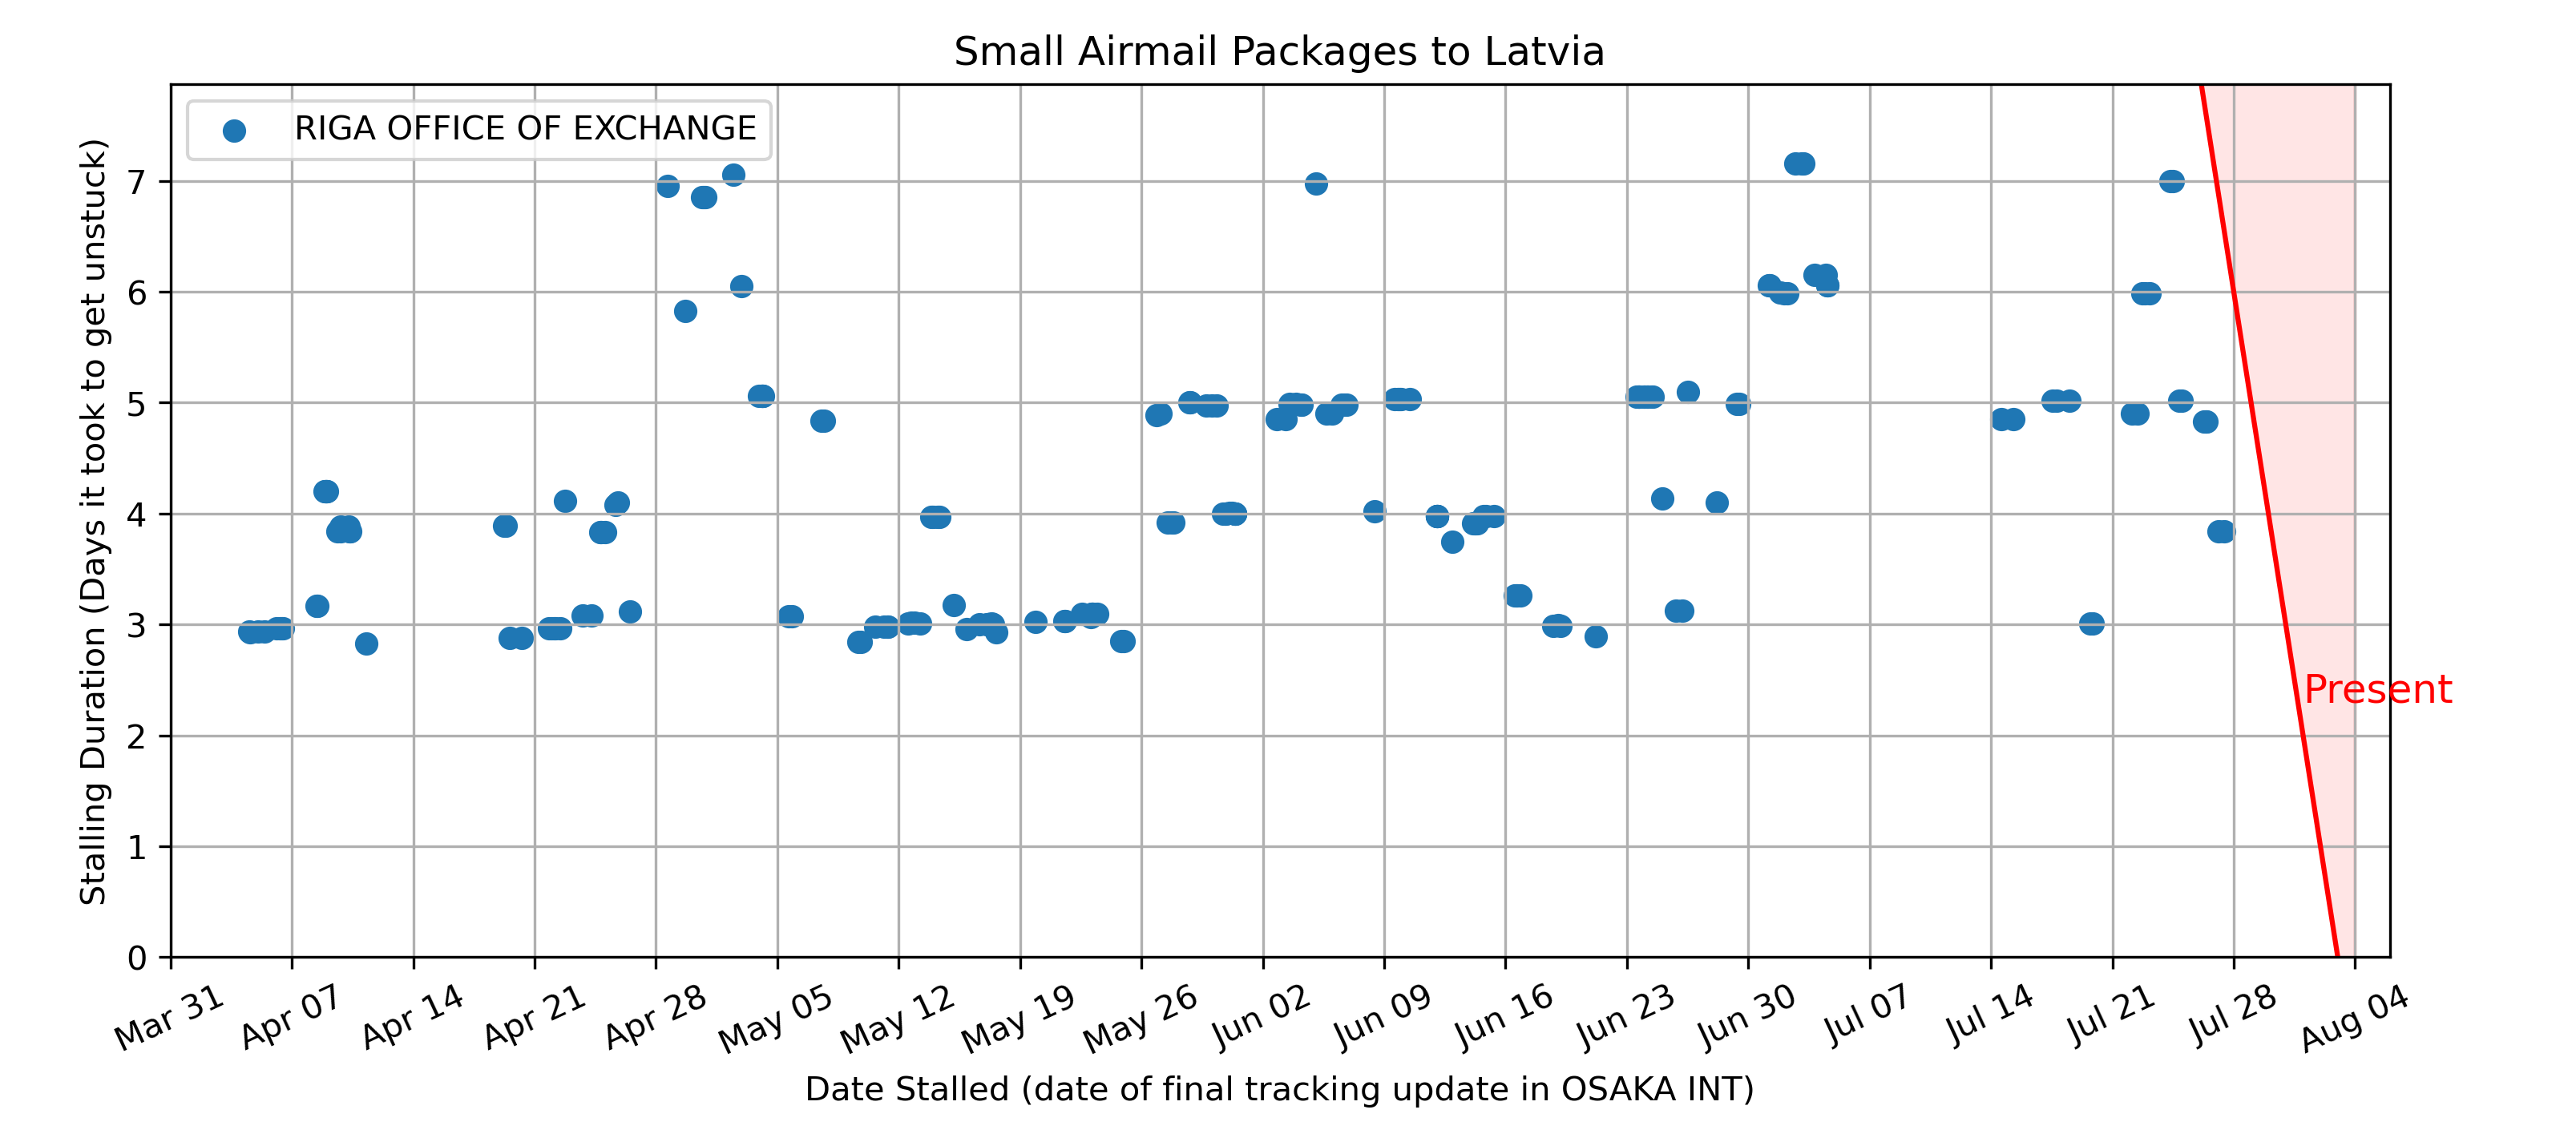 Small Airmail Packages to Latvia
RIGA OFFICE OF EXCHANGE
Stalling Duration (Days it took to get unstuck)
7
6
5
4
3
2
1
0
Present
Mar 31
Apr 07
Apr 14
Apr 21
Apr 28
May 05
May 12
May 19
May 26
Jun 02
Jun 09
Jun 16
Jun 23
Jun 30
Jul 07
Jul 14
Jul 21
Jul 28
Aug 04
Date Stalled (date of final tracking update in OSAKA INT)